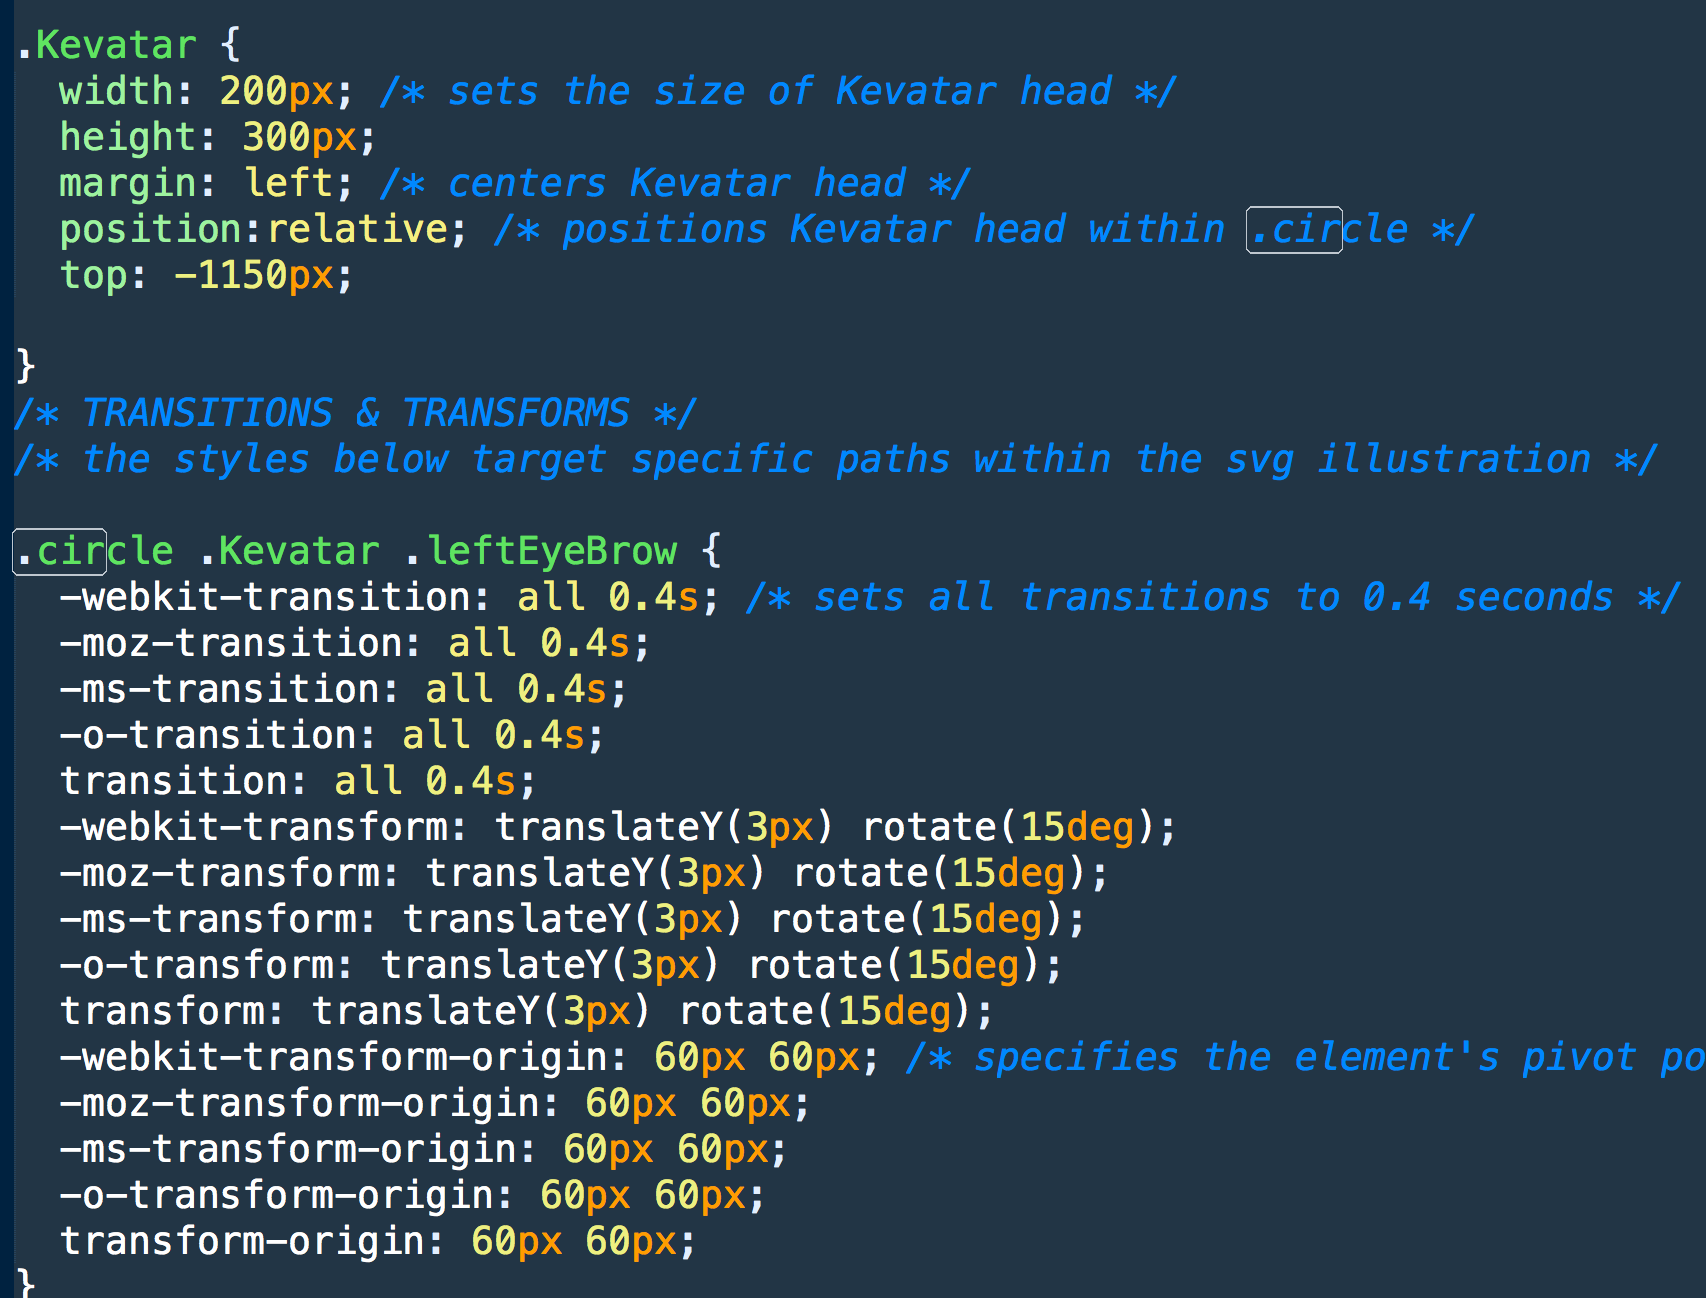 .Kevatar {
  width: 200px; /* sets the size of Kevatar head */
  height: 300px;
  margin: left; /* centers Kevatar head */
  position:relative; /* positions Kevatar head within .circle */
  top: -1150px;
}
/* TRANSITIONS & TRANSFORMS */
/* the styles below target specific paths within the svg illustration */
.circle .Kevatar .leftEyeBrow {
  -webkit-transition: all 0.4s; /* sets all transitions to 0.4 seconds */
  -moz-transition: all 0.4s;
  -ms-transition: all 0.4s;
  -o-transition: all 0.4s;
  transition: all 0.4s;
  -webkit-transform: translateY(3px) rotate(15deg);
  -moz-transform: translateY(3px) rotate(15deg);
  -ms-transform: translateY(3px) rotate(15deg);
  -o-transform: translateY(3px) rotate(15deg);
  transform: translateY(3px) rotate(15deg);
  -webkit-transform-origin: 60px 60px; /* specifies the element's pivot po
  -moz-transform-origin: 60px 60px;
  -ms-transform-origin: 60px 60px;
  -o-transform-origin: 60px 60px;
  transform-origin: 60px 60px;
}